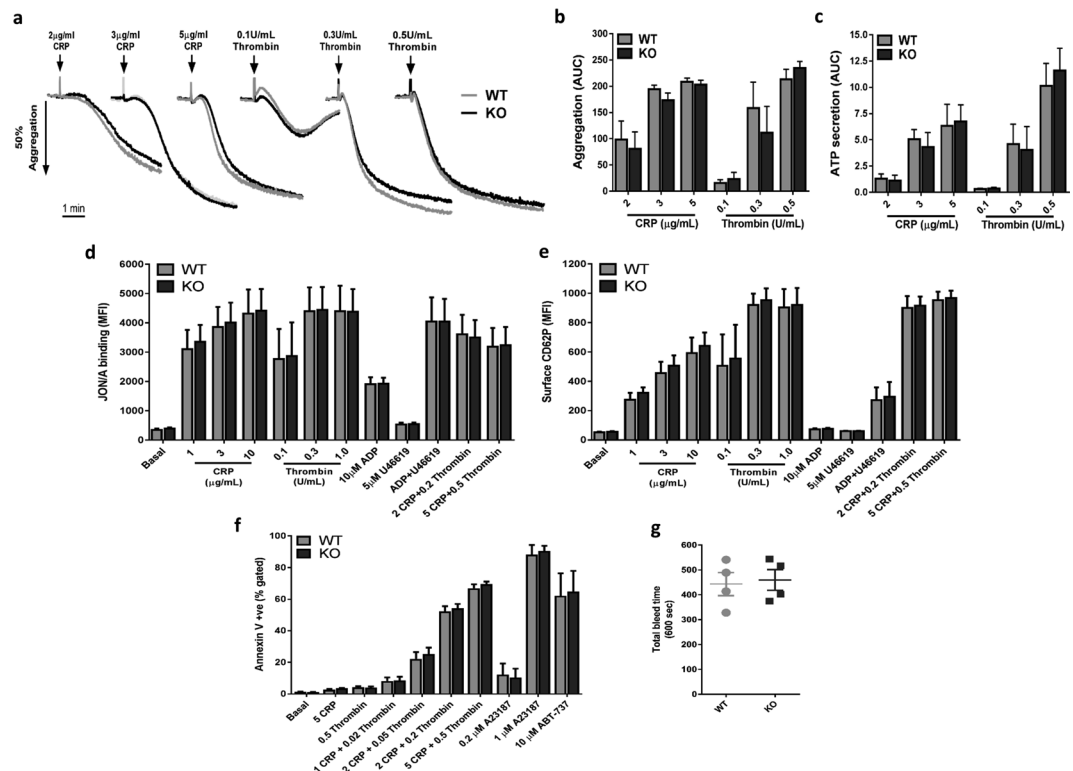 a
2μg/ml CRP
3μg/ml CRP
5μg/ml CRP
0.1U/mL Thrombin
0.3U/mL Thrombin
0.5U/mL Thrombin
WT
KO
50% Aggregation
1 min
b
WT
KO
Aggregation (AUC)
250
200
150
100
50
0
2
3
5
0.1
0.3
0.5
CRP (μg/mL)
Thrombin (U/mL)
c
WT
KO
ATP secretion (AUC)
15.0
12.5
10.0
7.5
5.0
2.5
0.0
2
3
5
0.1
0.3
0.5
CRP (μg/mL)
Thrombin (U/mL)
d
WT
KO
JON/A binding (MFI)
6000
5000
4000
3000
2000
1000
0
Basal
1
3
10
0.1
0.3
1.0
10μM ADP
5μM U46619
ADP+U46619
2 CRP+0.2 Thrombin
5 CRP+0.5 Thrombin
CRP
(μg/mL)
Thrombin
(U/mL)
e
WT
KO
Surface CD62P (MFI)
1000
800
600
400
200
0
Basal
1
3
10
0.1
0.3
1.0
10μM ADP
5μM U46619
ADP+U46619
2 CRP+0.2 Thrombin
5 CRP+0.5 Thrombin
CRP
(μg/mL)
Thrombin
(U/mL)
f
WT
KO
Annexin V +ve (% gated)
100
80
60
40
20
0
Basal
5 CRP
0.5 Thrombin
1 CRP + 0.02 Thrombin
2 CRP + 0.05 Thrombin
2 CRP + 0.2 Thrombin
5 CRP + 0.5 Thrombin
0.2 μM A23187
1 μM A23187
10 μM ABT-737
g
Total bleed time
(600 sec)
600
500
400
300
200
100
0
WT
KO